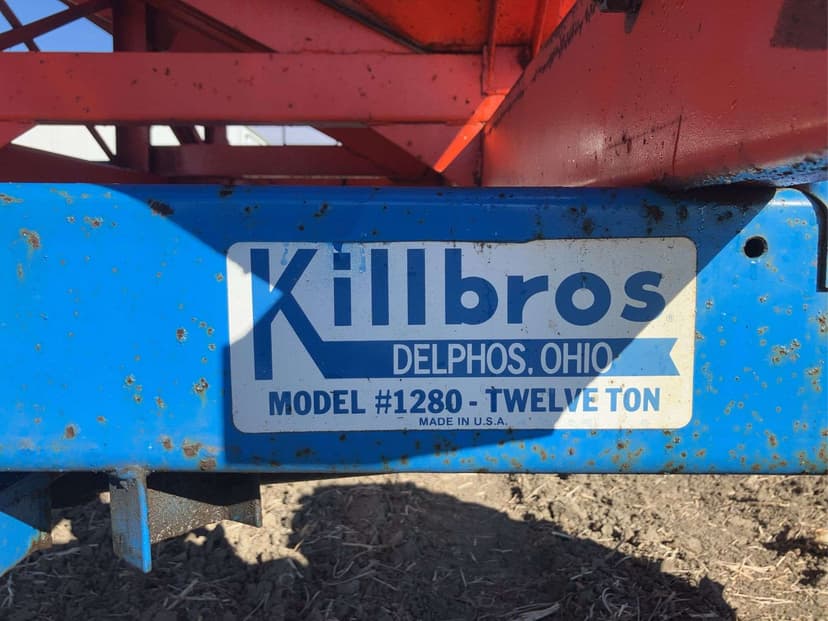 Killbros
DELPHOS, OHIO
MODEL #1280 - TWELVE TON
MADE IN U.S.A.